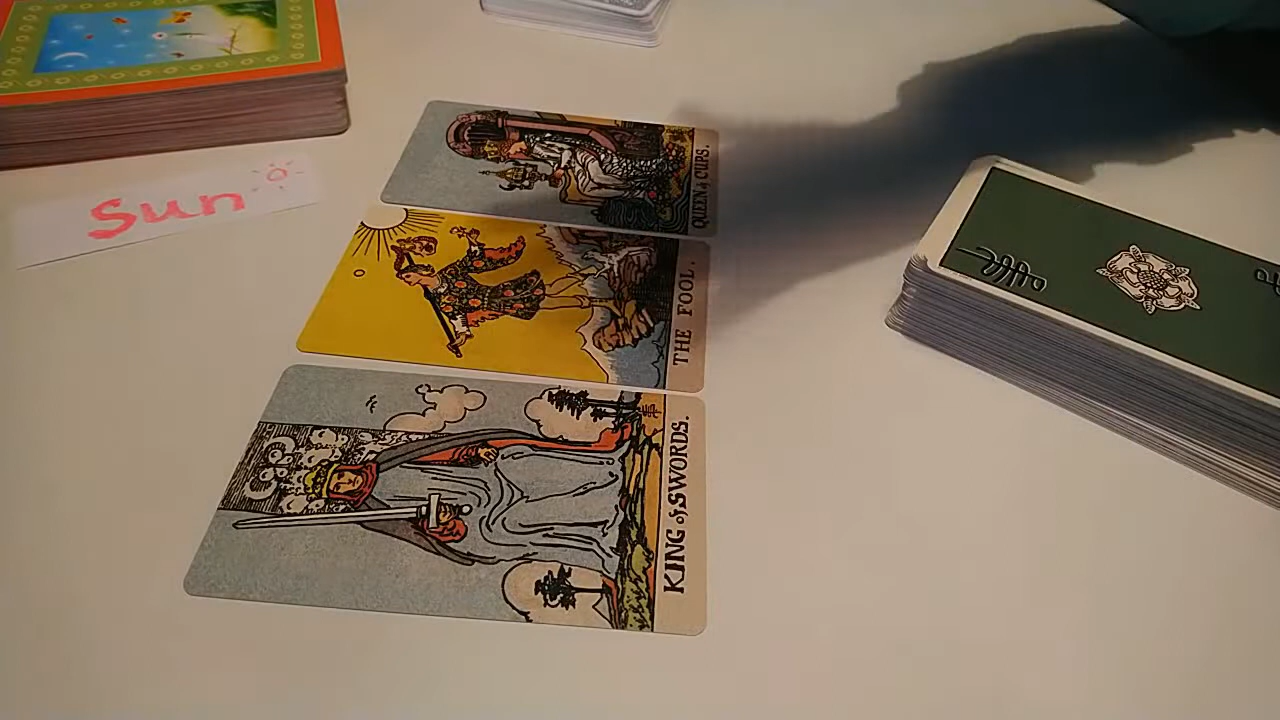 Sun
QUEEN of CUPS.
THE FOOL.
KING of SWORDS.